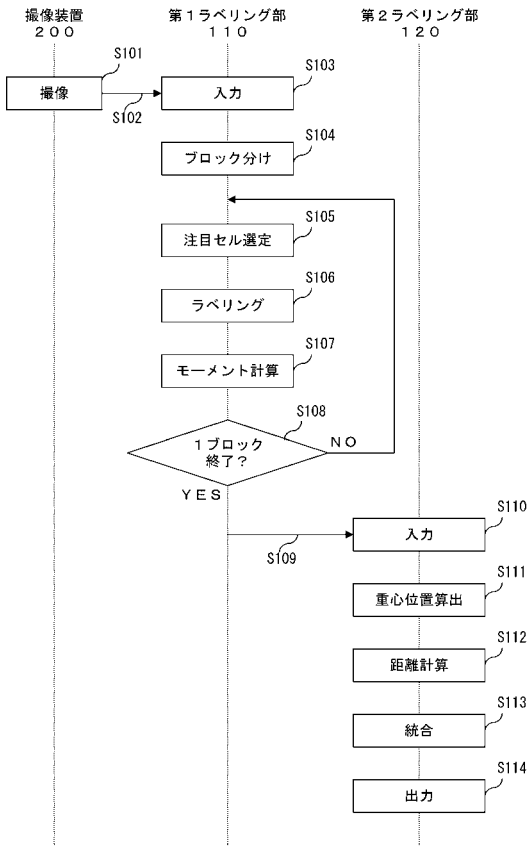 撮像装置
２００
第１ラベリング部
１１０
第２ラベリング部
１２０
S101
撮像
S102
S103
入力
S104
ブロック分け
S105
注目セル選定
S106
ラベリング
S107
モーメント計算
S108
１ブロック
終了？
ＮＯ
ＹＥＳ
S109
S110
入力
S111
重心位置算出
S112
距離計算
S113
統合
S114
出力